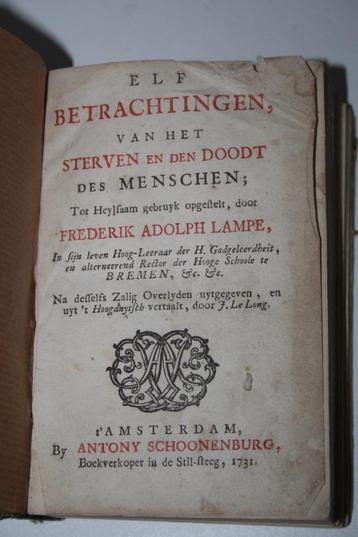 ELF
BETRACHTINGEN,
VAN HET
STERVEN EN DEN DOODT
DES MENSCHEN;
Tot Heylsaam gebruyk opgestelt, door
FREDERIK ADOLPH LAMPE,
In sijn leven Hoog-Leeraar der H. Godgeleerdheit,
en alterneerend Rector der Hooge Schoole te
BREMEN, &c. &c.
Na desselfs Zalig Overlyden uytgegeven, en
uyt 't Hoogduytsch vertaalt, door J. Le Long.
t'AMSTERDAM,
By ANTONY SCHOONENBURG,
Boekverkoper in de Stil-steeg, 1731.